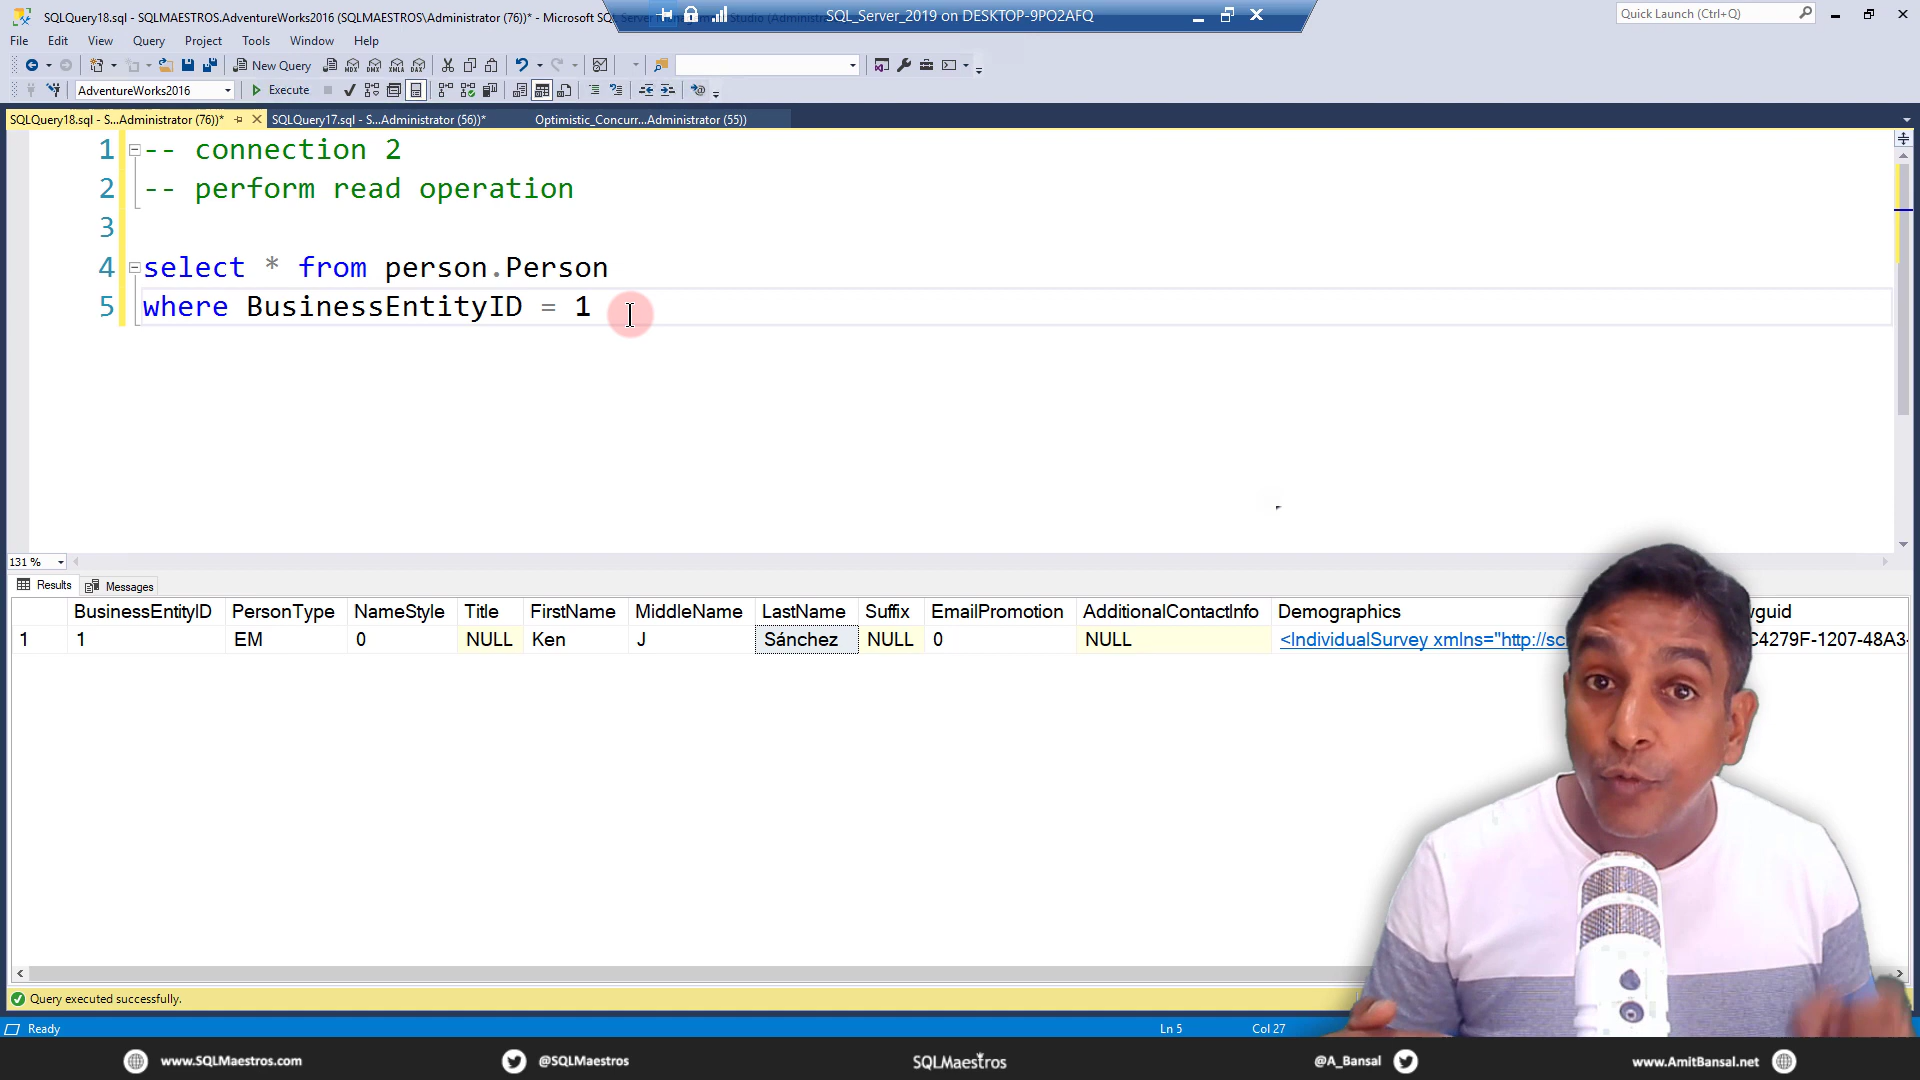 SQLQuery18.sql - SQLMAESTROS.AdventureWorks2016 (SQLMAESTROS\Administrator (76))* - Microsoft SQL Server
SQL_Server_2019 on DESKTOP-9PO2AFQ
Quick Launch (Ctrl+Q)
File Edit View Query Project Tools Window Help
New Query
AdventureWorks2016 Execute
SQLQuery18.sql - S...Administrator (76))* SQLQuery17.sql - S...Administrator (56))* Optimistic_Concurr...Administrator (55))
1 -- connection 2
2 -- perform read operation
3
4 select * from person.Person
5 where BusinessEntityID = 1
131 %
Results Messages
BusinessEntityID PersonType NameStyle Title FirstName MiddleName LastName Suffix EmailPromotion AdditionalContactInfo Demographics wguid
1 1 EM 0 NULL Ken J Sánchez NULL 0 NULL <IndividualSurvey xmlns="http://sc C4279F-1207-48A3-
Query executed successfully.
Ready Ln 5 Col 27
www.SQLMaestros.com @SQLMaestros SQLMaestros @A_Bansal www.AmitBansal.net